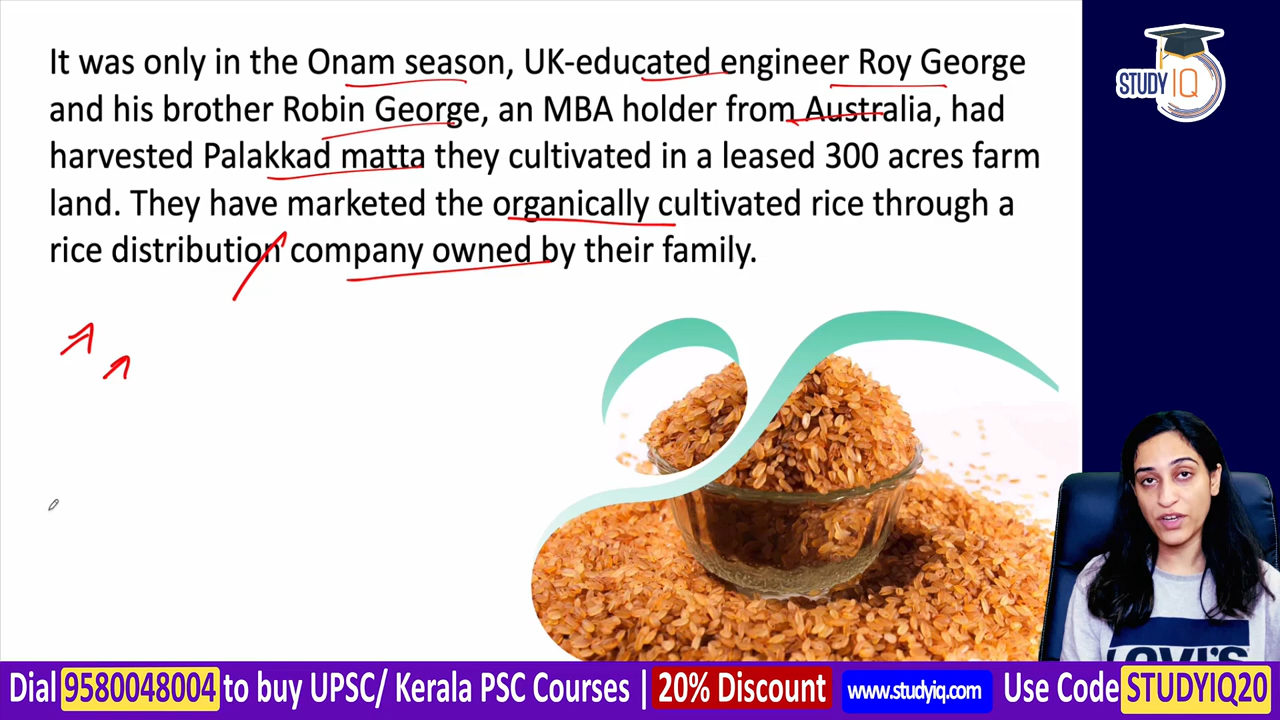 It was only in the Onam season, UK-educated engineer Roy George
and his brother Robin George, an MBA holder from Australia, had
harvested Palakkad matta they cultivated in a leased 300 acres farm
land. They have marketed the organically cultivated rice through a
rice distribution company owned by their family.
STUDY IQ
LEVI'S
Dial 9580048004 to buy UPSC/ Kerala PSC Courses | 20% Discount www.studyiq.com Use Code STUDYIQ20